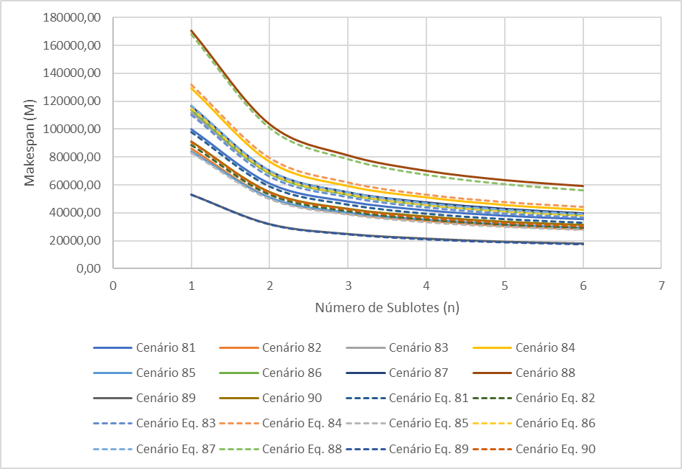 180000,00
160000,00
140000,00
120000,00
100000,00
80000,00
60000,00
40000,00
20000,00
0,00
Makespan (M)
0 1 2 3 4 5 6 7
Número de Sublotes (n)
Cenário 81 Cenário 82 Cenário 83 Cenário 84
Cenário 85 Cenário 86 Cenário 87 Cenário 88
Cenário 89 Cenário 90 Cenário Eq. 81 Cenário Eq. 82
Cenário Eq. 83 Cenário Eq. 84 Cenário Eq. 85 Cenário Eq. 86
Cenário Eq. 87 Cenário Eq. 88 Cenário Eq. 89 Cenário Eq. 90